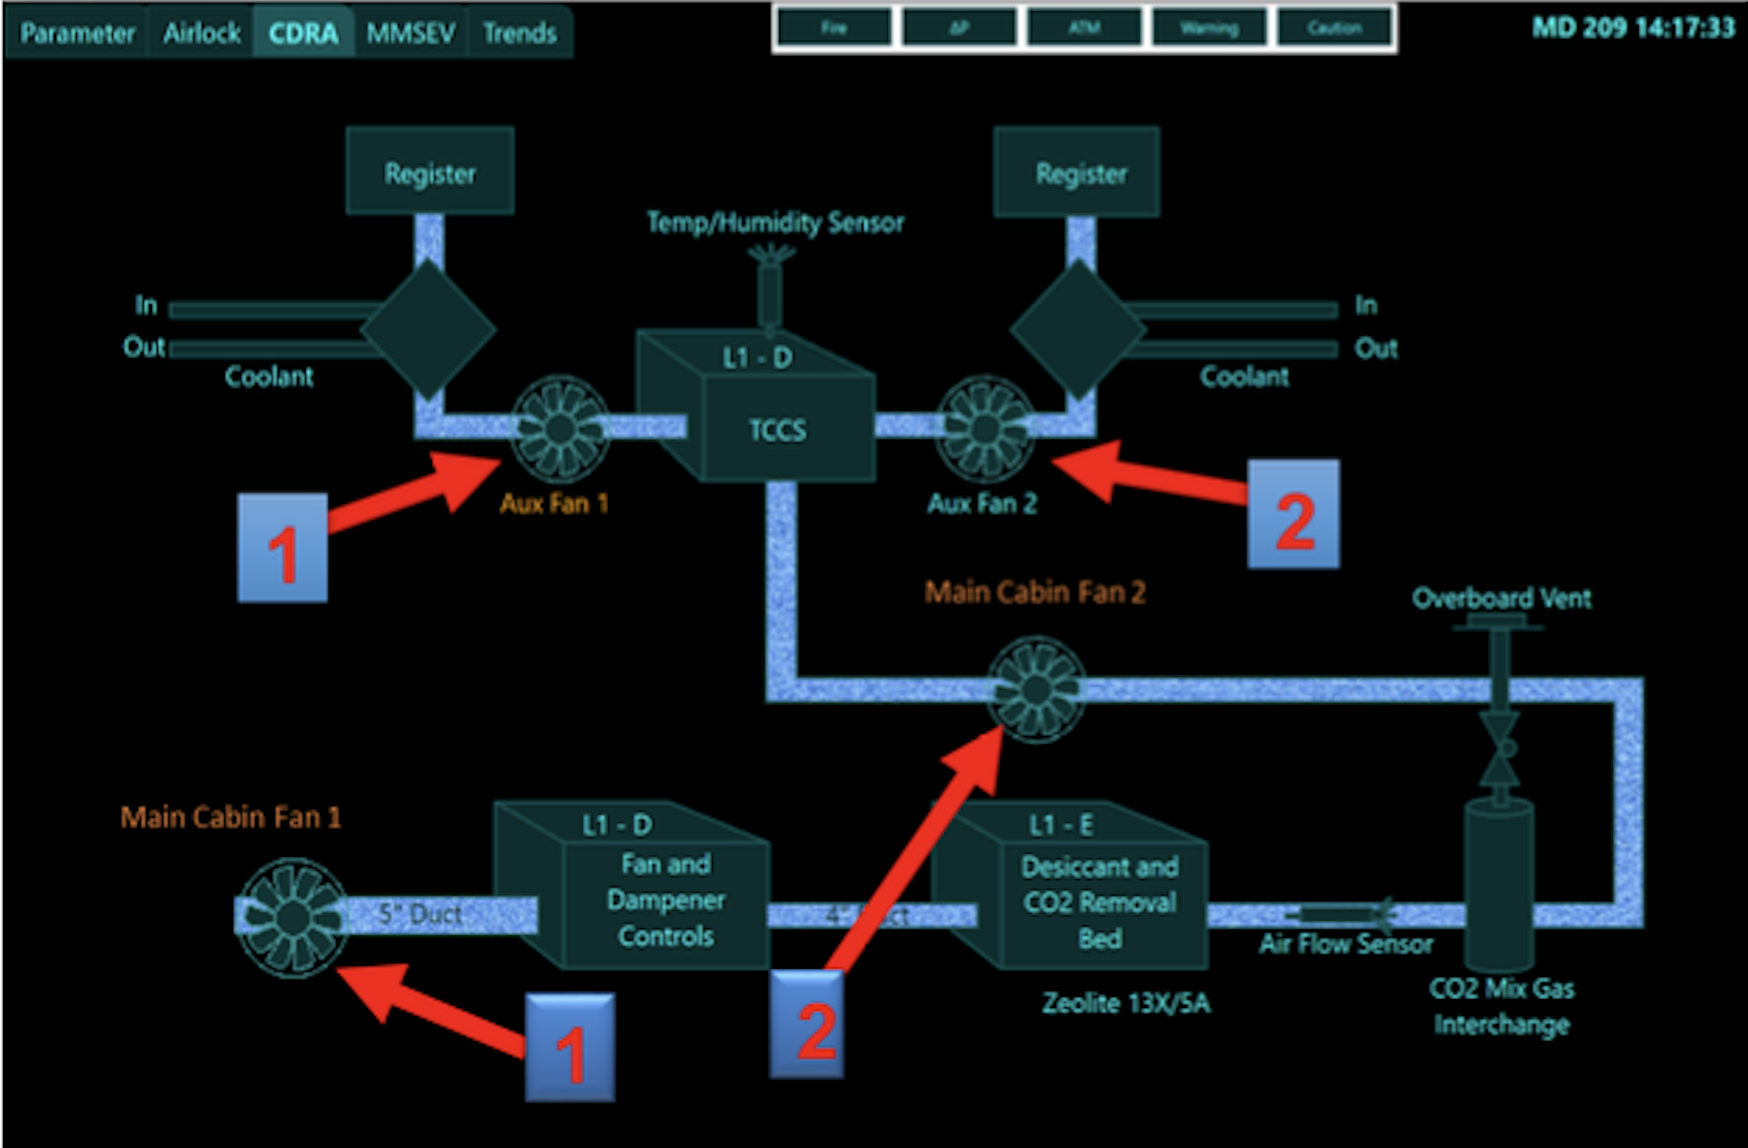 Parameter Airlock CDRA MMSEV Trends
Fire ΔP ATM Warning Caution
MD 209 14:17:33
Register
Register
Temp/Humidity Sensor
In
Out
Coolant
In
Out
Coolant
L1 - D
TCCS
Aux Fan 1
Aux Fan 2
1
2
Main Cabin Fan 2
Overboard Vent
Main Cabin Fan 1
L1 - D
Fan and
Dampener
Controls
L1 - E
Desiccant and
CO2 Removal
Bed
5" Duct
4"
Air Flow Sensor
Zeolite 13X/5A
CO2 Mix Gas
Interchange
1
2